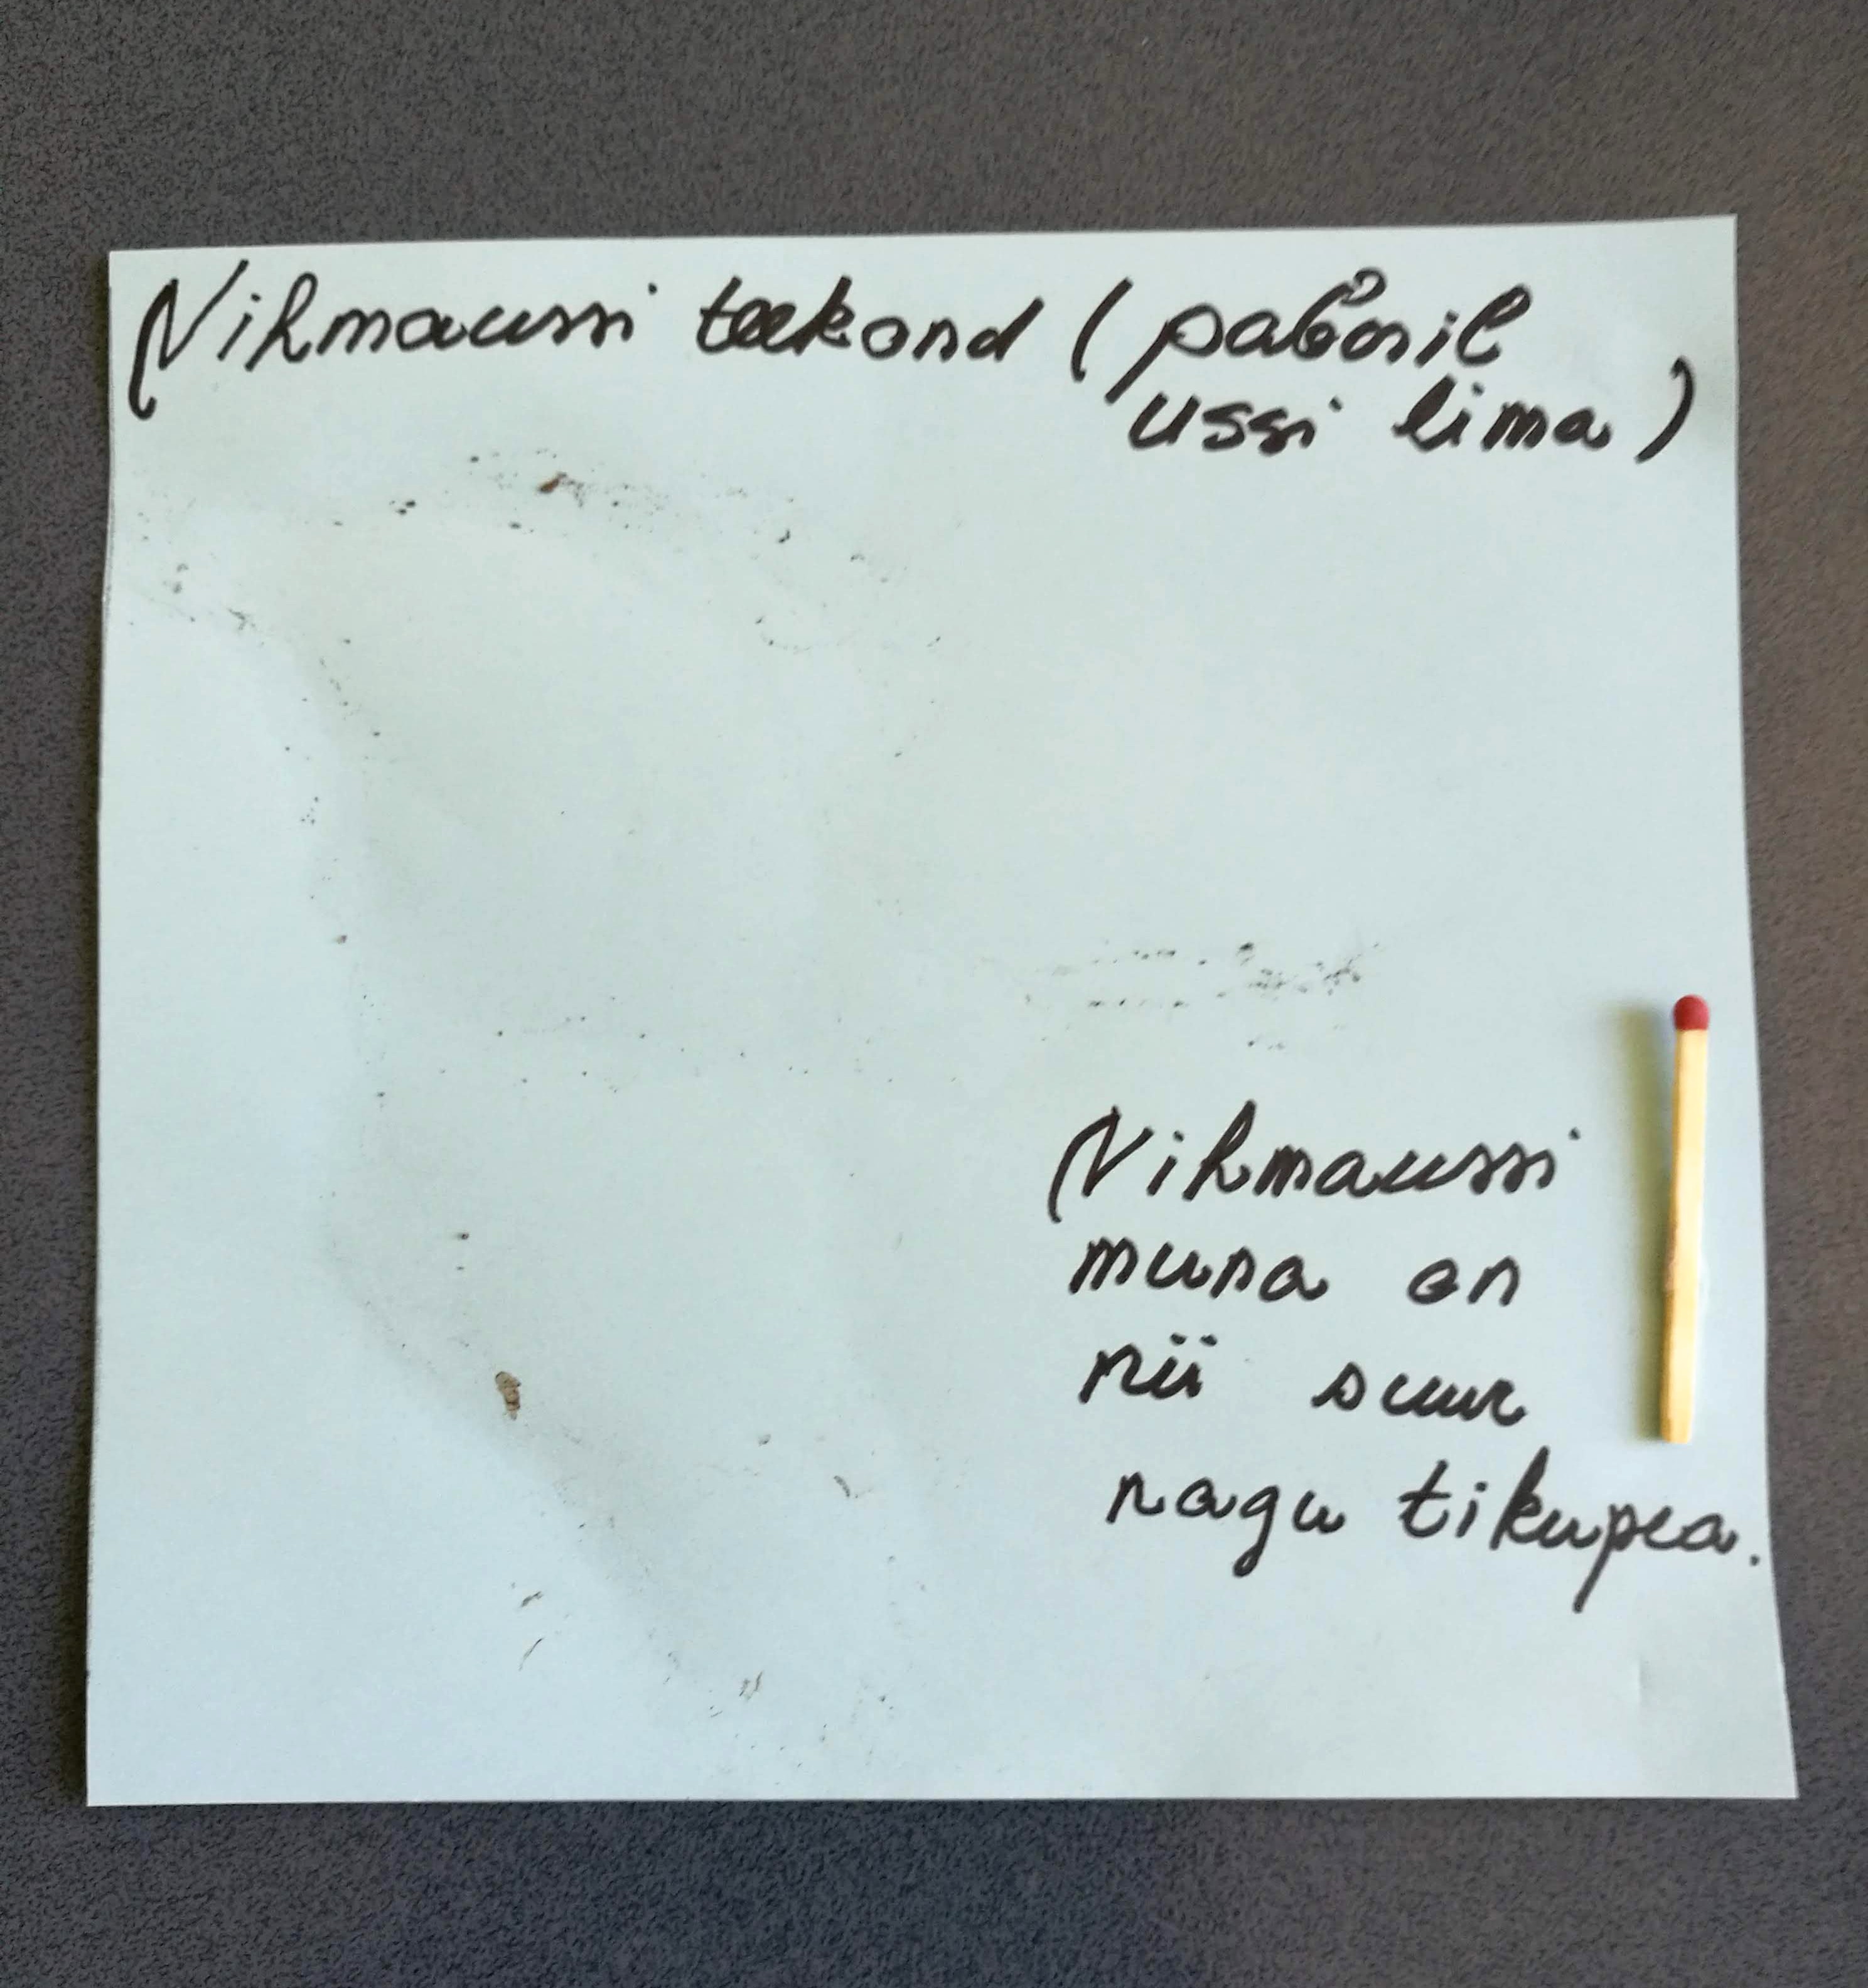 Vihmaussi teekond (paberil
ussi lima)
Vihmaussi
muna on
nii suur
nagu tikupea.